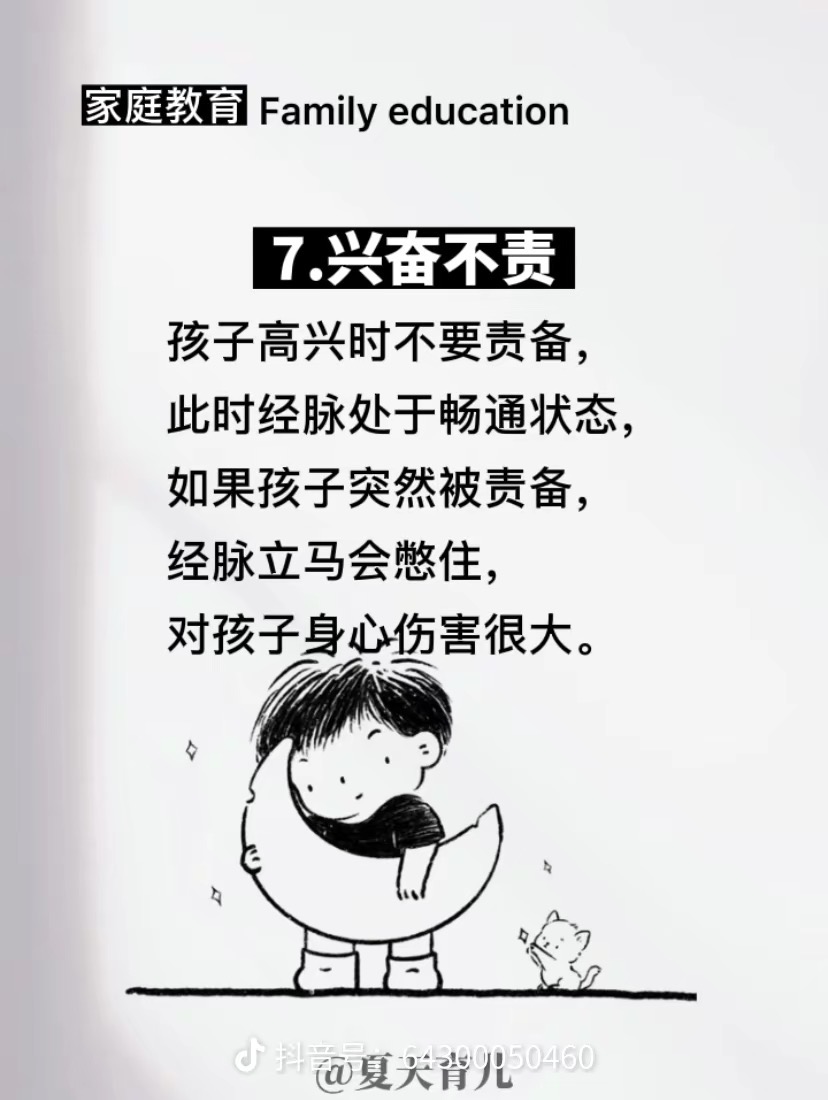 家庭教育 Family education
7.兴奋不责
孩子高兴时不要责备，
此时经脉处于畅通状态，
如果孩子突然被责备，
经脉立马会憋住，
对孩子身心伤害很大。
抖音号：64300050460
@夏天育儿